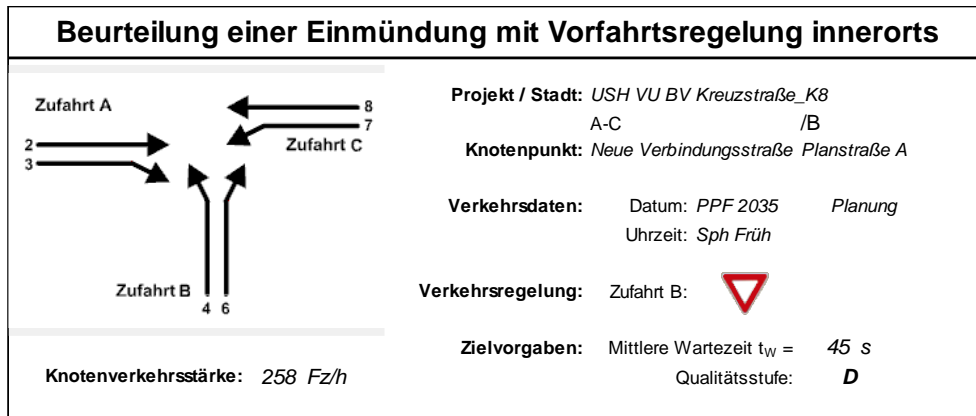 Beurteilung einer Einmündung mit Vorfahrtsregelung innerorts
Zufahrt A
8
7
Zufahrt C
2
3
Zufahrt B
4 6
Knotenverkehrsstärke: 258 Fz/h
Projekt / Stadt: USH VU BV Kreuzstraße_K8
A-C /B
Knotenpunkt: Neue Verbindungsstraße Planstraße A
Verkehrsdaten: Datum: PPF 2035 Planung
Uhrzeit: Sph Früh
Verkehrsregelung: Zufahrt B:
Zielvorgaben: Mittlere Wartezeit tW = 45 s
Qualitätsstufe: D